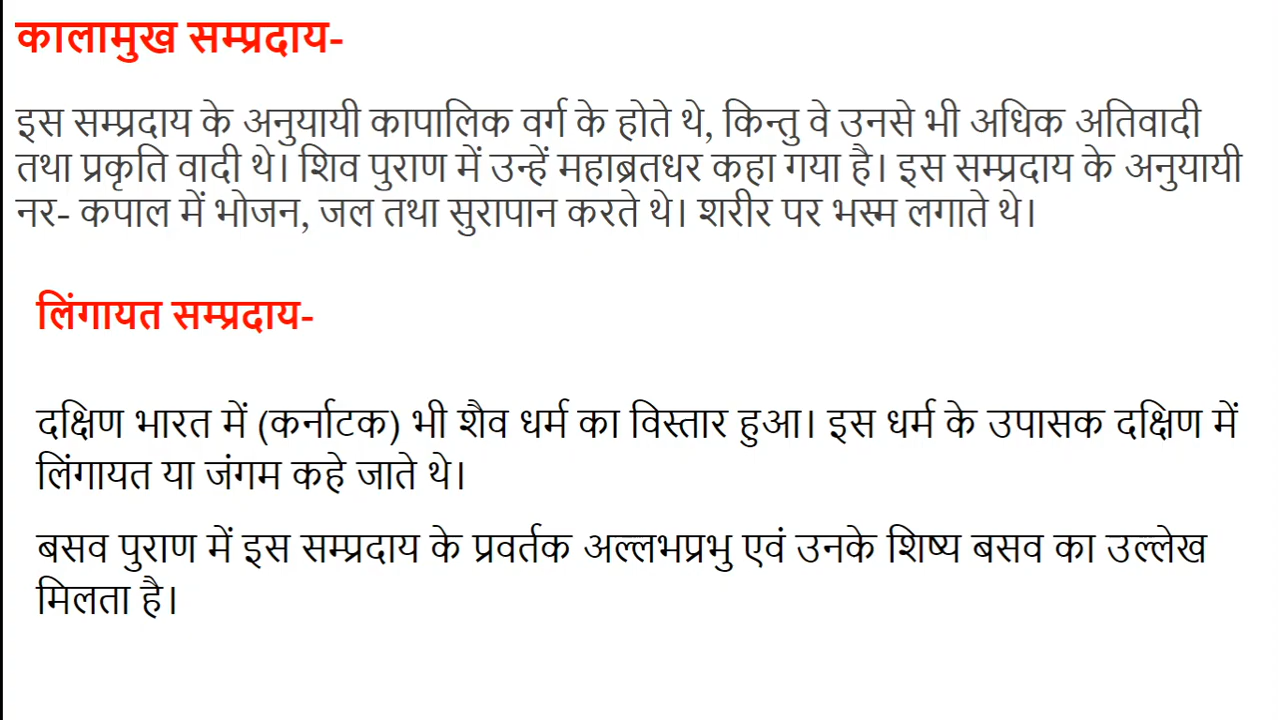 कालामुख सम्प्रदाय-
इस सम्प्रदाय के अनुयायी कापालिक वर्ग के होते थे, किन्तु वे उनसे भी अधिक अतिवादी
तथा प्रकृति वादी थे। शिव पुराण में उन्हें महाब्रतधर कहा गया है। इस सम्प्रदाय के अनुयायी
नर- कपाल में भोजन, जल तथा सुरापान करते थे। शरीर पर भस्म लगाते थे।
लिंगायत सम्प्रदाय-
दक्षिण भारत में (कर्नाटक) भी शैव धर्म का विस्तार हुआ। इस धर्म के उपासक दक्षिण में
लिंगायत या जंगम कहे जाते थे।
बसव पुराण में इस सम्प्रदाय के प्रवर्तक अल्लभप्रभु एवं उनके शिष्य बसव का उल्लेख
मिलता है।